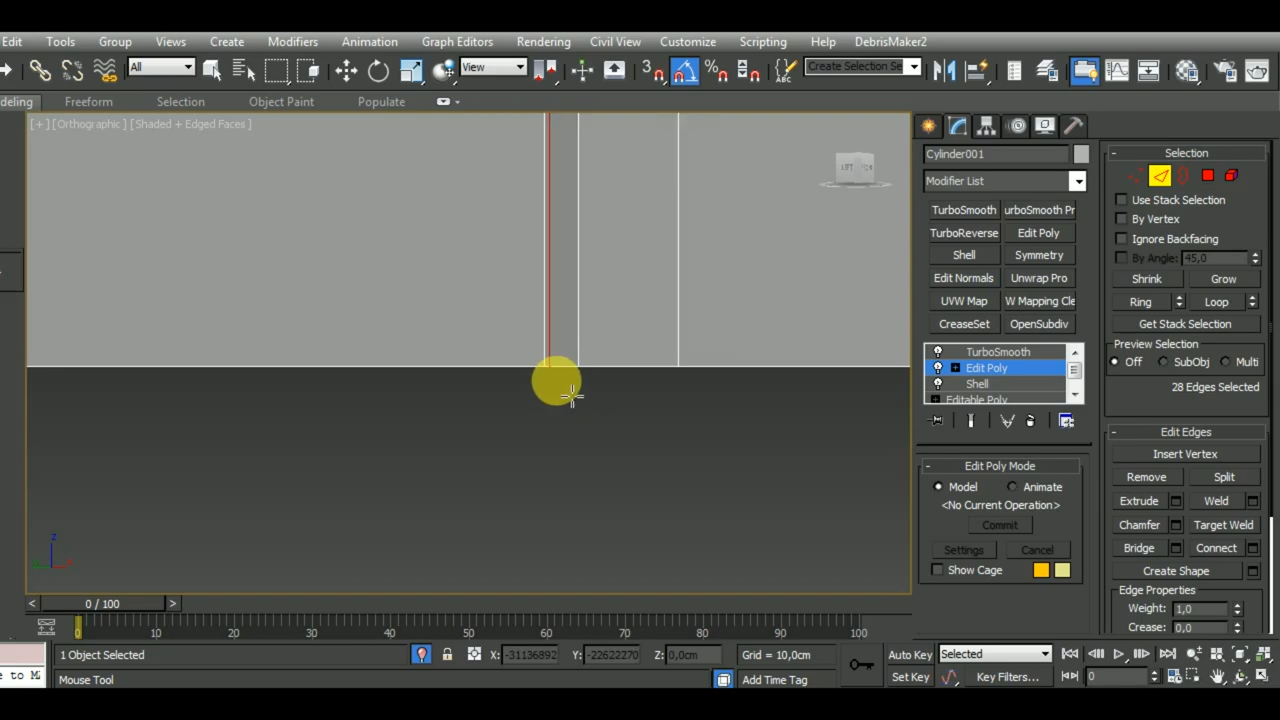 Edit Tools Group Views Create Modifiers Animation Graph Editors Rendering Civil View Customize Scripting Help DebrisMaker2
All View 3 Create Selection Se
deling Freeform Selection Object Paint Populate
[+][Orthographic][Shaded + Edged Faces]
LEFT
Cylinder001
Modifier List
TurboSmooth urboSmooth Pr
TurboReverse Edit Poly
Shell Symmetry
Edit Normals Unwrap Pro
UVW Map W Mapping Cle
CreaseSet OpenSubdiv
TurboSmooth
Edit Poly
Shell
Editable Poly
- Edit Poly Mode
Model Animate
<No Current Operation>
Commit
Settings Cancel
Show Cage
- Selection
Use Stack Selection
By Vertex
Ignore Backfacing
By Angle: 45,0
Shrink Grow
Ring Loop
Get Stack Selection
Preview Selection
Off SubObj Multi
28 Edges Selected
- Edit Edges
Insert Vertex
Remove Split
Extrude Weld
Chamfer Target Weld
Bridge Connect
Create Shape
Edge Properties
Weight: 1,0
Crease: 0,0
z
< 0 / 100 >
0 10 20 30 40 50 60 70 80 90 100
1 Object Selected X: -31136892 Y: -22622270 Z: 0,0cm Grid = 10,0cm Auto Key Selected
e to M Mouse Tool Add Time Tag Set Key Key Filters... 0